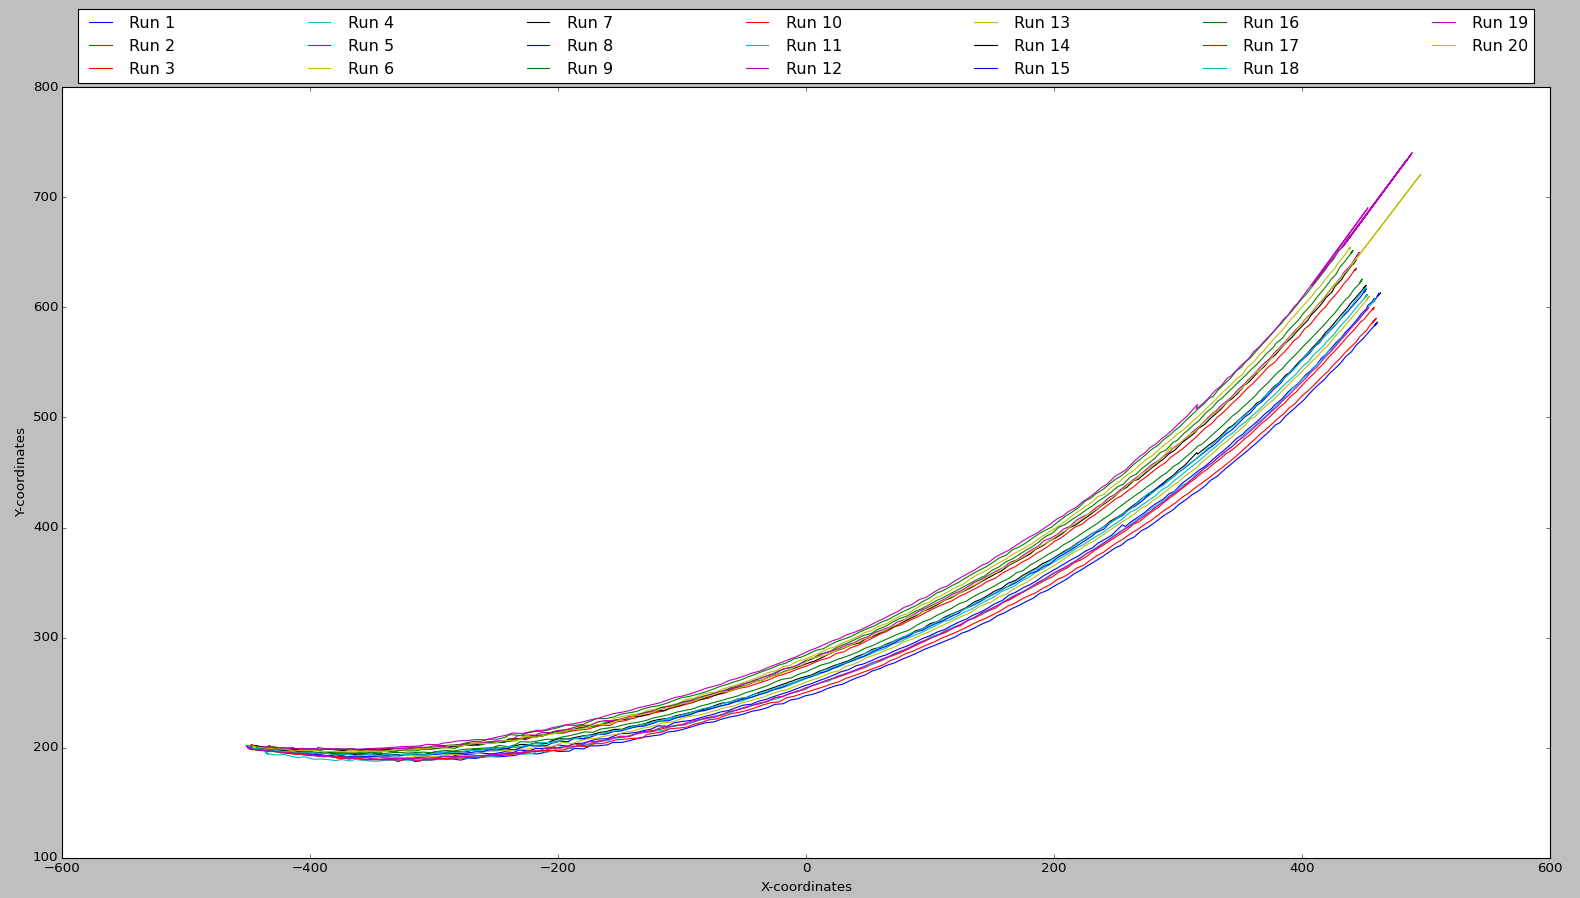 Run 1 Run 4 Run 7 Run 10 Run 13 Run 16 Run 19
Run 2 Run 5 Run 8 Run 11 Run 14 Run 17 Run 20
Run 3 Run 6 Run 9 Run 12 Run 15 Run 18
800
700
600
500
400
300
200
100
Y-coordinates
−600 −400 −200 0 200 400 600
X-coordinates